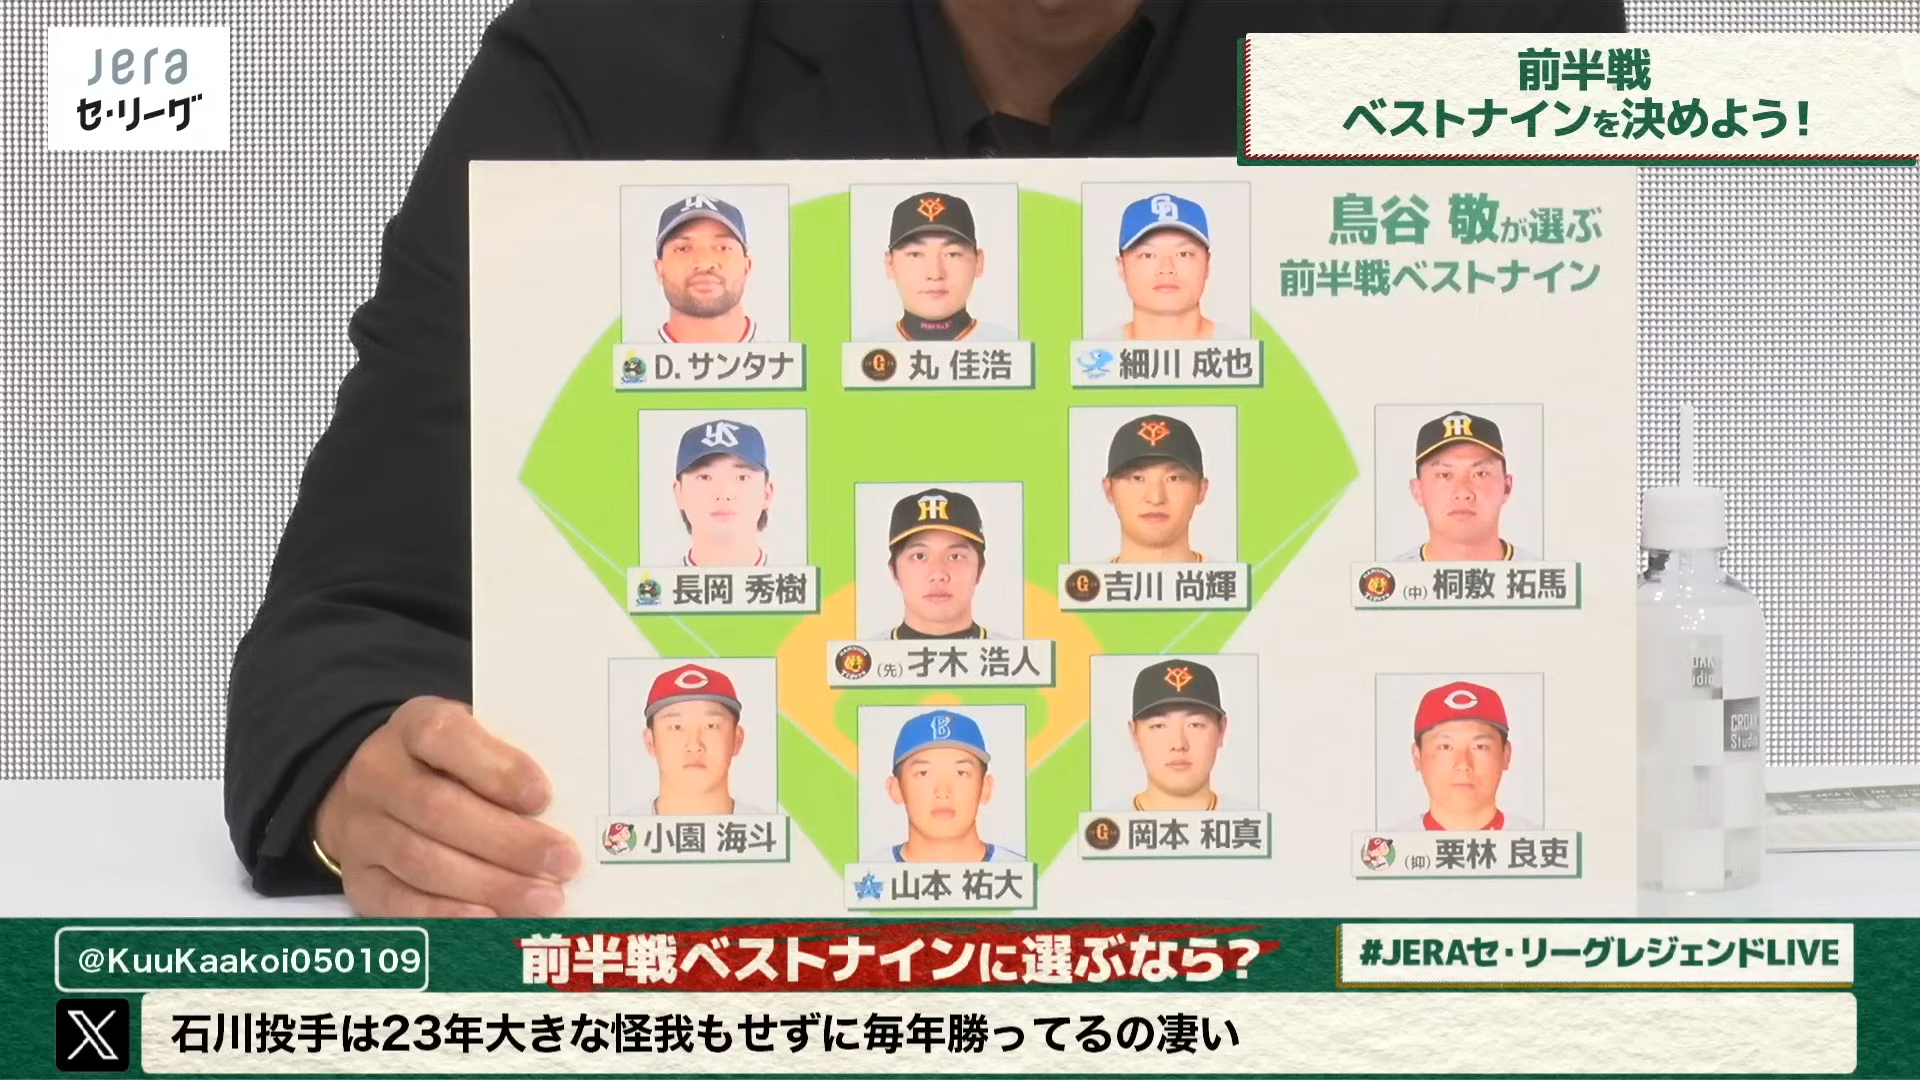 Jera
セ・リーグ
前半戦
ベストナインを決めよう!
鳥谷 敬が選ぶ
前半戦ベストナイン
D. サンタナ
丸 佳浩
細川 成也
長岡 秀樹
吉川 尚輝
(中) 桐敷 拓馬
(先) 才木 浩人
小園 海斗
岡本 和真
(抑) 栗林 良吏
山本 祐大
CROAK
Studio
@KuuKaakoi050109
前半戦ベストナインに選ぶなら?
#JERAセ・リーグレジェンドLIVE
石川投手は23年大きな怪我もせずに毎年勝ってるの凄い